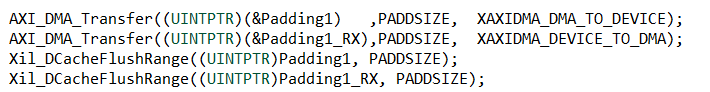 AXI_DMA_Transfer((UINTPTR)(&Padding1)   ,PADDSIZE,  XAXIDMA_DMA_TO_DEVICE);
AXI_DMA_Transfer((UINTPTR)(&Padding1_RX),PADDSIZE,  XAXIDMA_DEVICE_TO_DMA);
Xil_DCacheFlushRange((UINTPTR)Padding1, PADDSIZE);
Xil_DCacheFlushRange((UINTPTR)Padding1_RX, PADDSIZE);